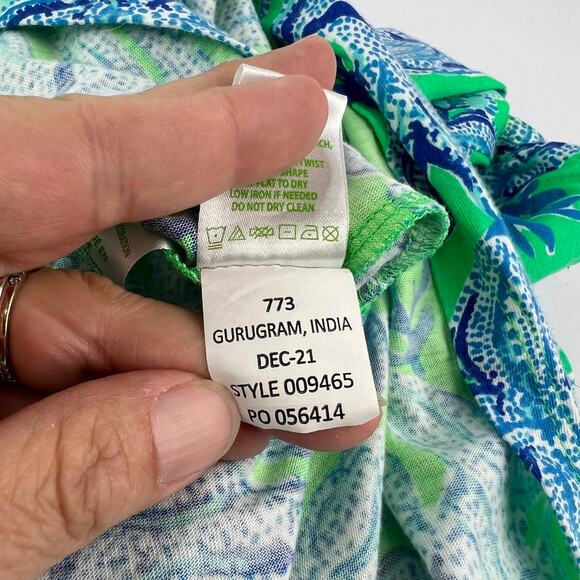 TWIST
SHAPE
FLAT TO DRY
LOW IRON IF NEEDED
DO NOT DRY CLEAN
773
GURUGRAM, INDIA
DEC-21
STYLE 009465
PO 056414